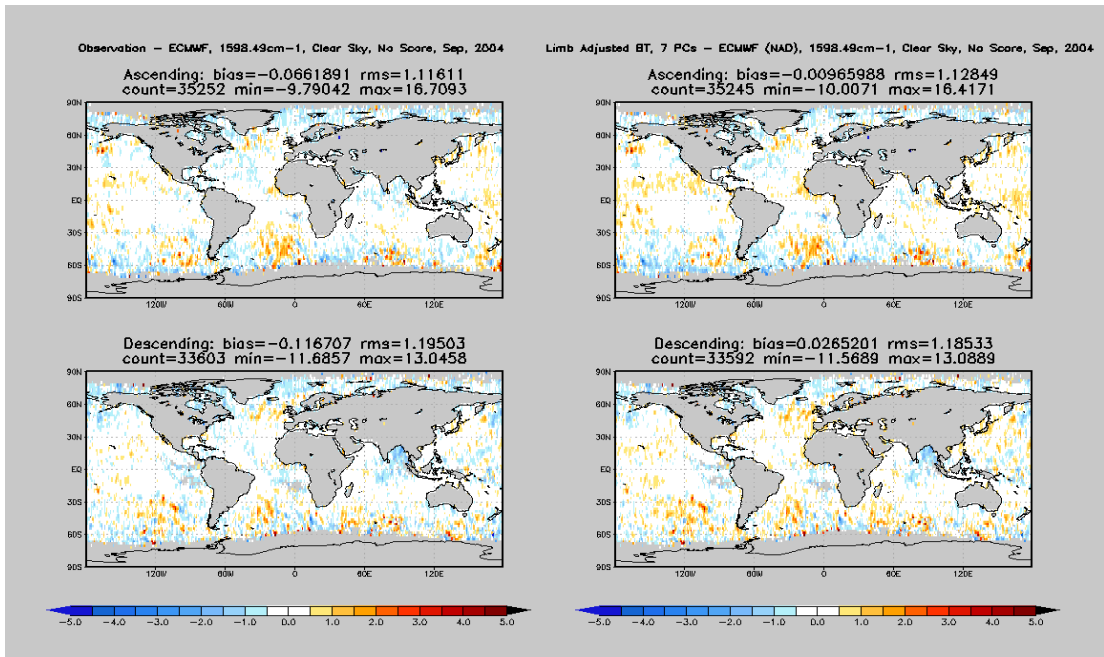 Observation - ECMWF, 1598.49cm-1, Clear Sky, No Score, Sep, 2004
Ascending: bias=-0.0661891 rms=1.11611
count=35252 min=-9.79042 max=16.7093
90N
60N
30N
EQ
30S
60S
90S
120W 60W 0 60E 120E
Descending: bias=-0.116707 rms=1.19503
count=33603 min=-11.6857 max=13.0458
90N
60N
30N
EQ
30S
60S
90S
120W 60W 0 60E 120E
-5.0 -4.0 -3.0 -2.0 -1.0 0.0 1.0 2.0 3.0 4.0 5.0
Limb Adjusted BT, 7 PCs - ECMWF (NAD), 1598.49cm-1, Clear Sky, No Score, Sep, 2004
Ascending: bias=-0.00965988 rms=1.12849
count=35245 min=-10.0071 max=16.4171
90N
60N
30N
EQ
30S
60S
90S
120W 60W 0 60E 120E
Descending: bias=0.0265201 rms=1.18533
count=33592 min=-11.5689 max=13.0889
90N
60N
30N
EQ
30S
60S
90S
120W 60W 0 60E 120E
-5.0 -4.0 -3.0 -2.0 -1.0 0.0 1.0 2.0 3.0 4.0 5.0